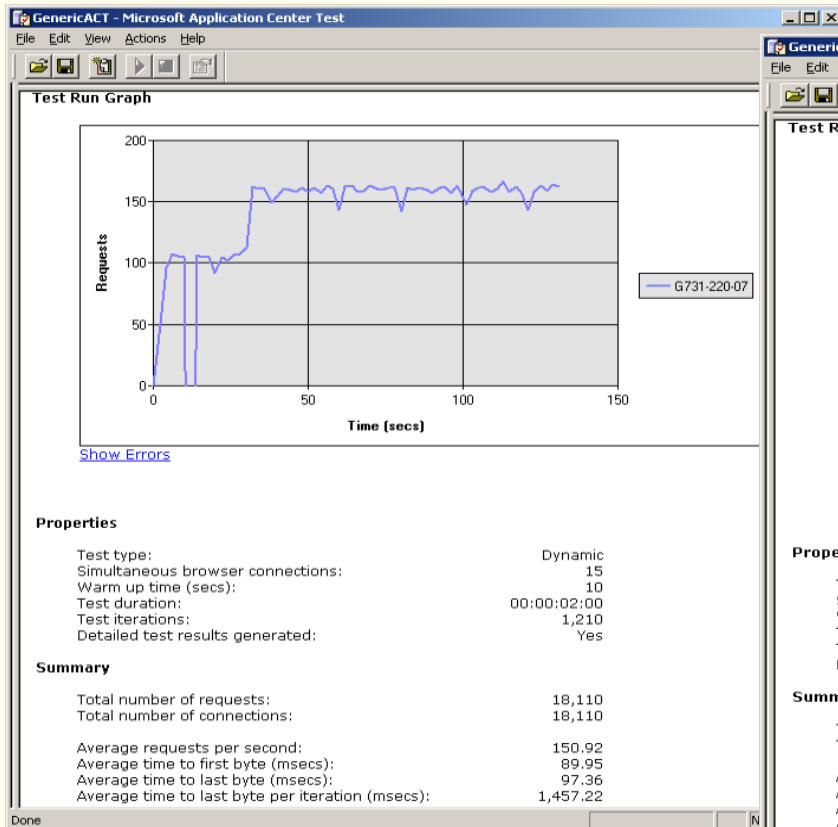 GenericACT - Microsoft Application Center Test
File Edit View Actions Help
Test Run Graph
200
150
100
50
0
Requests
0 50 100 150
Time (secs)
G731-220-07
Show Errors
Properties
Test type: Dynamic
Simultaneous browser connections: 15
Warm up time (secs): 10
Test duration: 00:00:02:00
Test iterations: 1,210
Detailed test results generated: Yes
Summary
Total number of requests: 18,110
Total number of connections: 18,110
Average requests per second: 150.92
Average time to first byte (msecs): 89.95
Average time to last byte (msecs): 97.36
Average time to last byte per iteration (msecs): 1,457.22
Done
N
Generic
File Edit
Test R
Prope
Summ